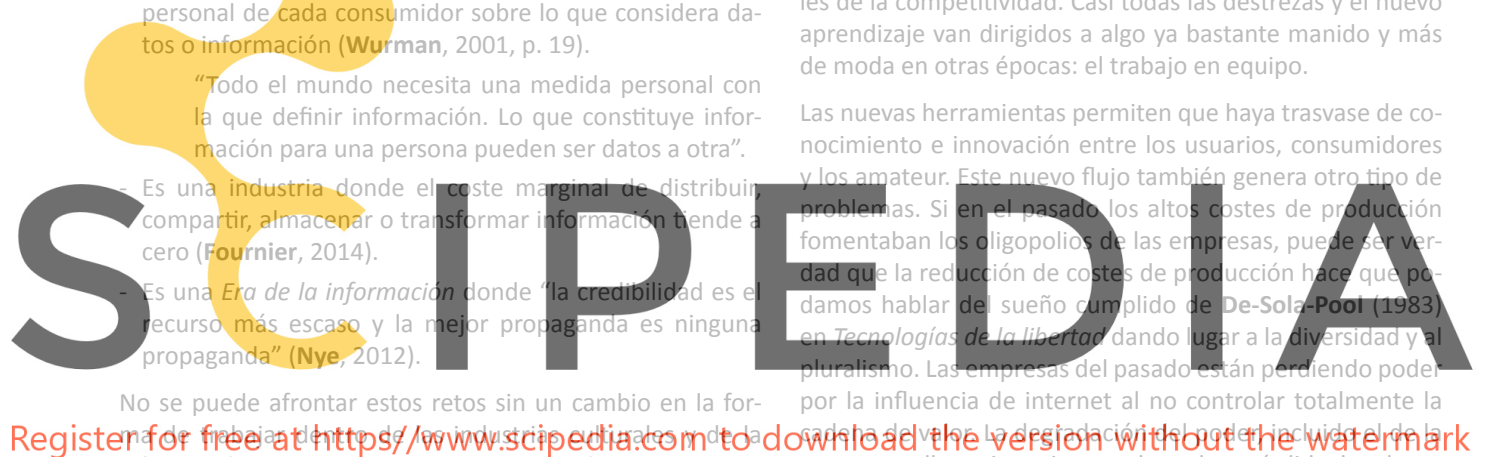 personal de cada consumidor sobre lo que considera da-
tos o información (Wurman, 2001, p. 19).
“Todo el mundo necesita una medida personal con
la que definir información. Lo que constituye infor-
mación para una persona pueden ser datos a otra”.
- Es una industria donde el coste marginal de distribuir,
compartir, almacenar o transformar información tiende a
cero (Fournier, 2014).
- Es una Era de la información donde “la credibilidad es el
recurso más escaso y la mejor propaganda es ninguna
propaganda” (Nye, 2012).
No se puede afrontar estos retos sin un cambio en la for-
ma de trabajar dentro de las industrias culturales y de la
les de la competitividad. Casi todas las destrezas y el nuevo
aprendizaje van dirigidos a algo ya bastante manido y más
de moda en otras épocas: el trabajo en equipo.
Las nuevas herramientas permiten que haya trasvase de co-
nocimiento e innovación entre los usuarios, consumidores
y los amateur. Este nuevo flujo también genera otro tipo de
problemas. Si en el pasado los altos costes de producción
fomentaban los oligopolios de las empresas, puede ser ver-
dad que la reducción de costes de producción hace que po-
damos hablar del sueño cumplido de De-Sola-Pool (1983)
en Tecnologías de la libertad dando lugar a la diversidad y al
pluralismo. Las empresas del pasado están perdiendo poder
por la influencia de internet al no controlar totalmente la
cadena de valor. La degradación del poder, incluido el de la
SCIPEDIA
Register for free at https://www.scipedia.com to download the version without the watermark